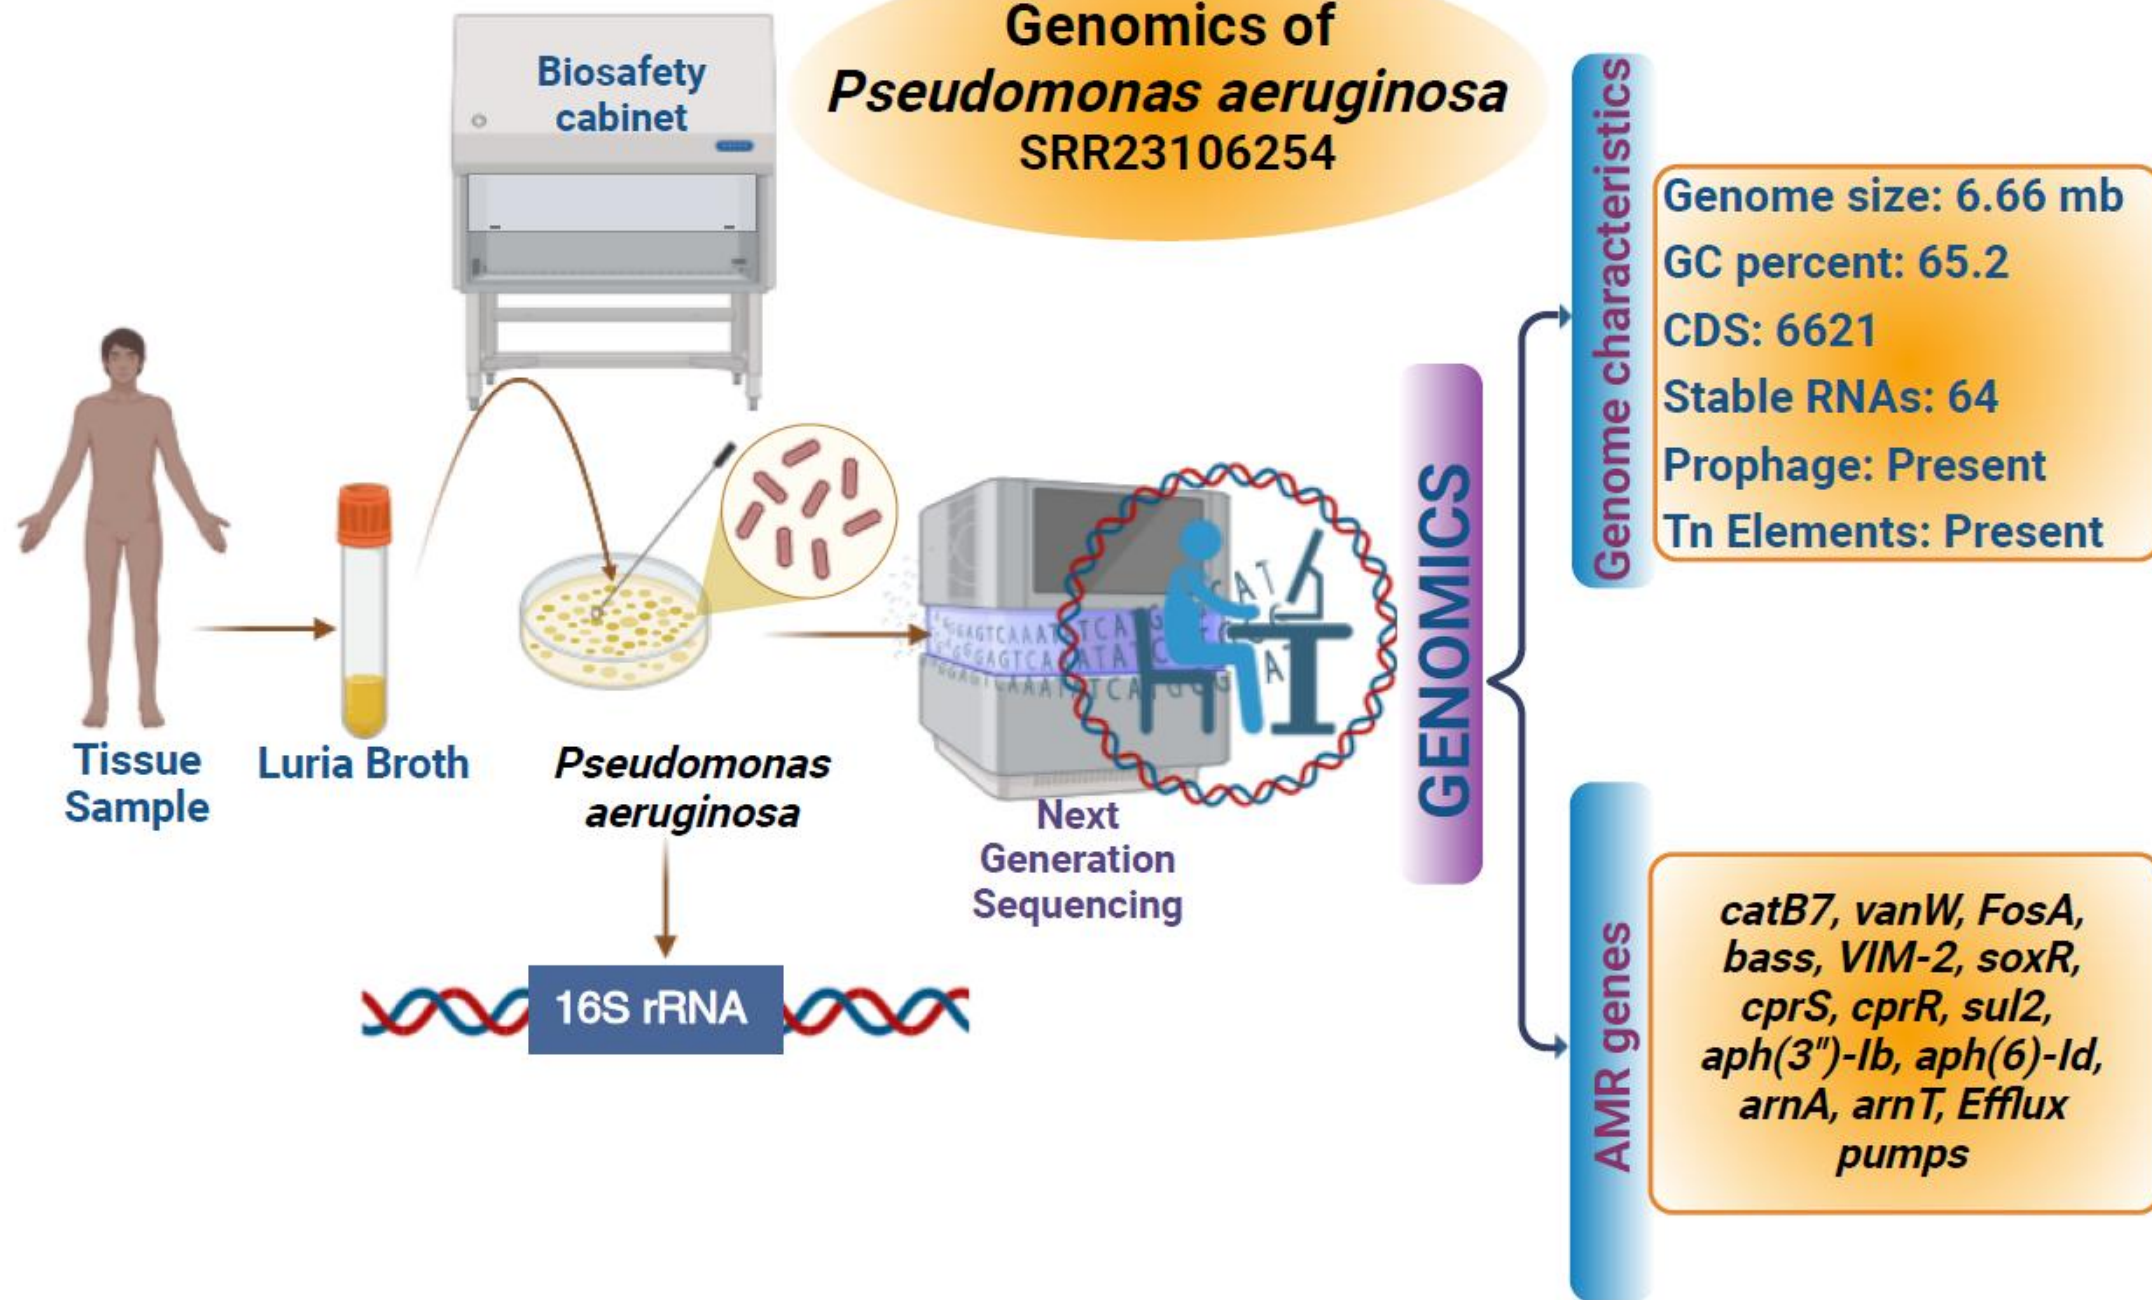 Genomics of
Pseudomonas aeruginosa
SRR23106254
Biosafety
cabinet
Tissue
Sample
Luria Broth
Pseudomonas
aeruginosa
16S rRNA
Next
Generation
Sequencing
GENOMICS
Genome characteristics
Genome size: 6.66 mb
GC percent: 65.2
CDS: 6621
Stable RNAs: 64
Prophage: Present
Tn Elements: Present
AMR genes
catB7, vanW, FosA,
bass, VIM-2, soxR,
cprS, cprR, sul2,
aph(3")-Ib, aph(6)-Id,
arnA, arnT, Efflux
pumps